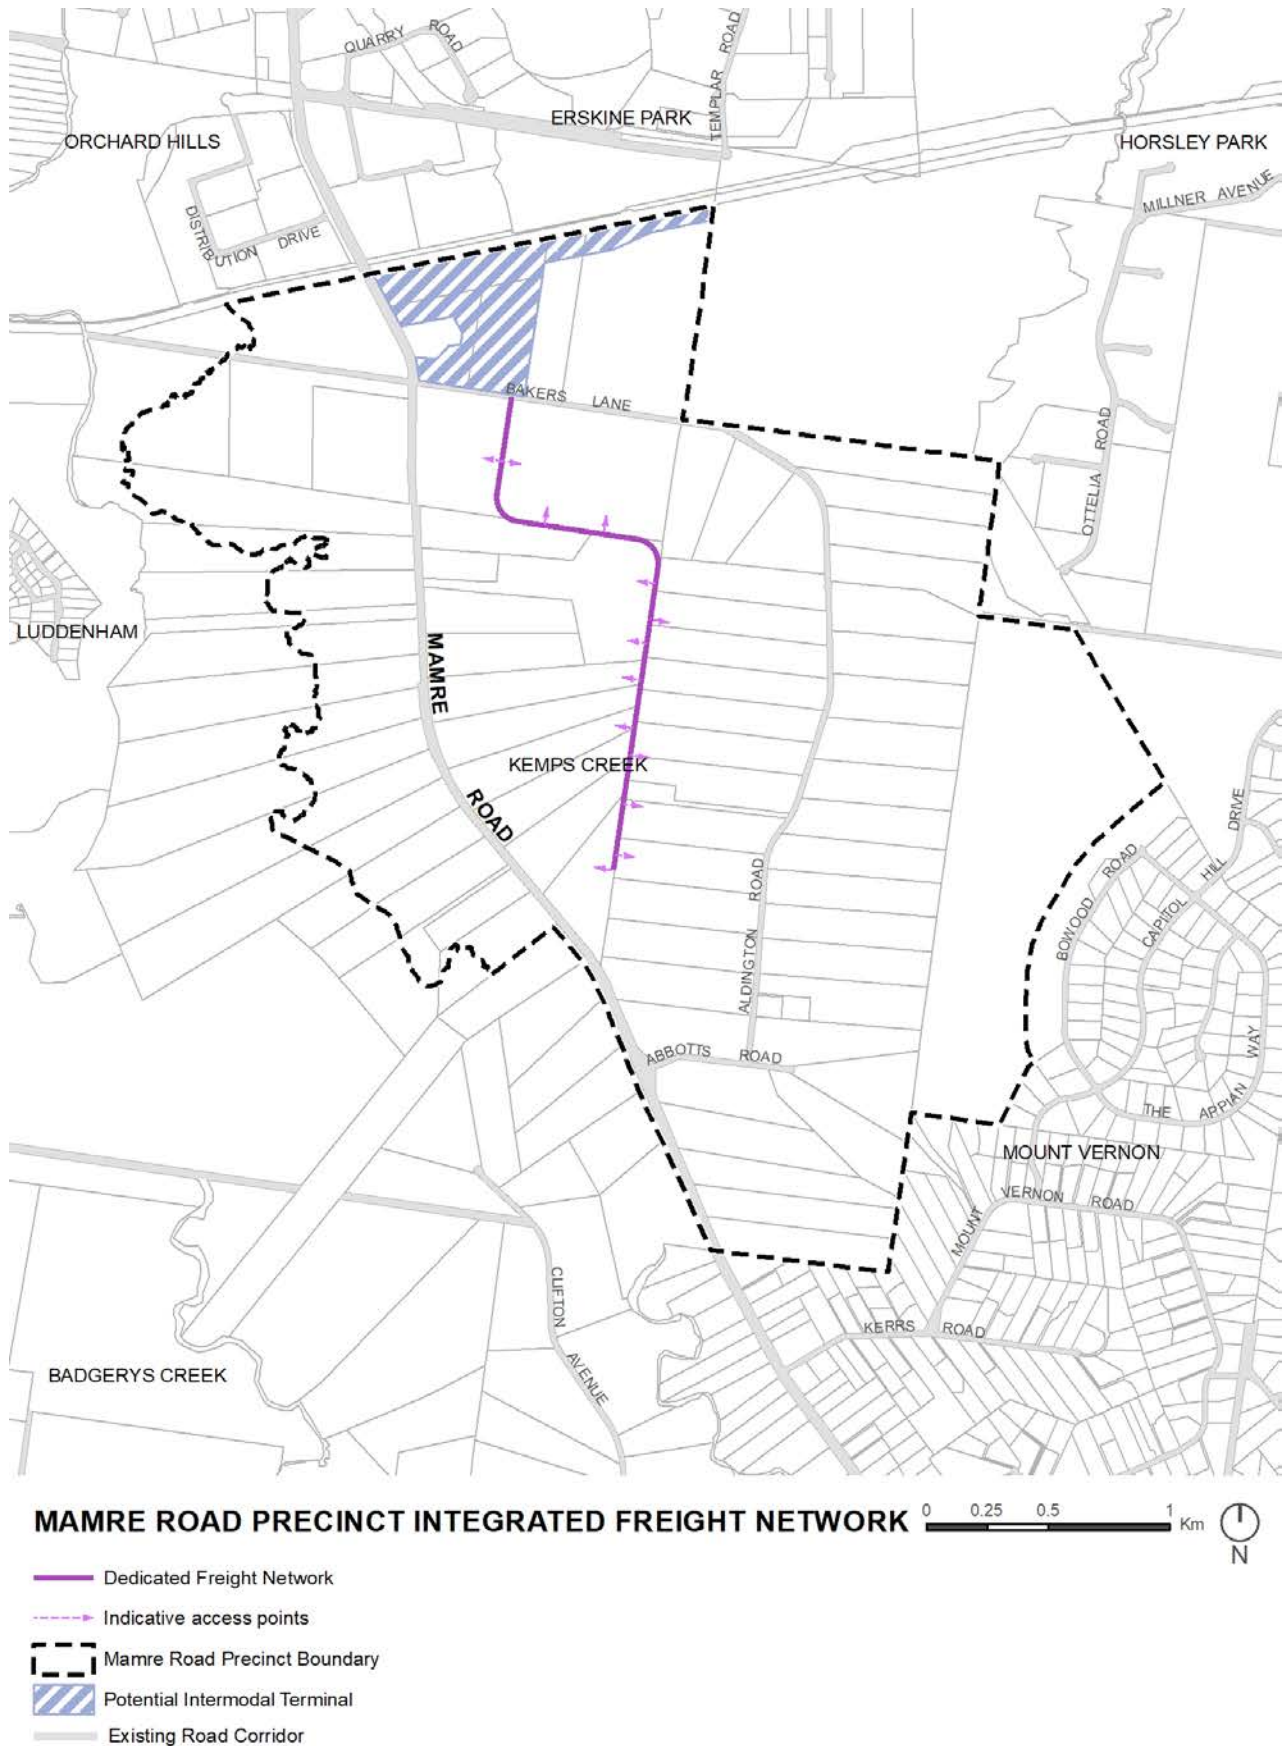 QUARRY ROAD
TEMPLAR ROAD
ERSKINE PARK
ORCHARD HILLS
HORSLEY PARK
MILLNER AVENUE
DISTRIBUTION DRIVE
BAKERS LANE
OTTELIA ROAD
LUDDENHAM
MAMRE ROAD
KEMPS CREEK
ALDINGTON ROAD
BOWOOD ROAD
CAPITOL HILL DRIVE
ABBOTTS ROAD
THE APPIAN WAY
MOUNT VERNON
MOUNT VERNON ROAD
CLIFTON AVENUE
KERRS ROAD
BADGERYS CREEK
MAMRE ROAD PRECINCT INTEGRATED FREIGHT NETWORK
0 0.25 0.5 1 Km
N
Dedicated Freight Network
Indicative access points
Mamre Road Precinct Boundary
Potential Intermodal Terminal
Existing Road Corridor